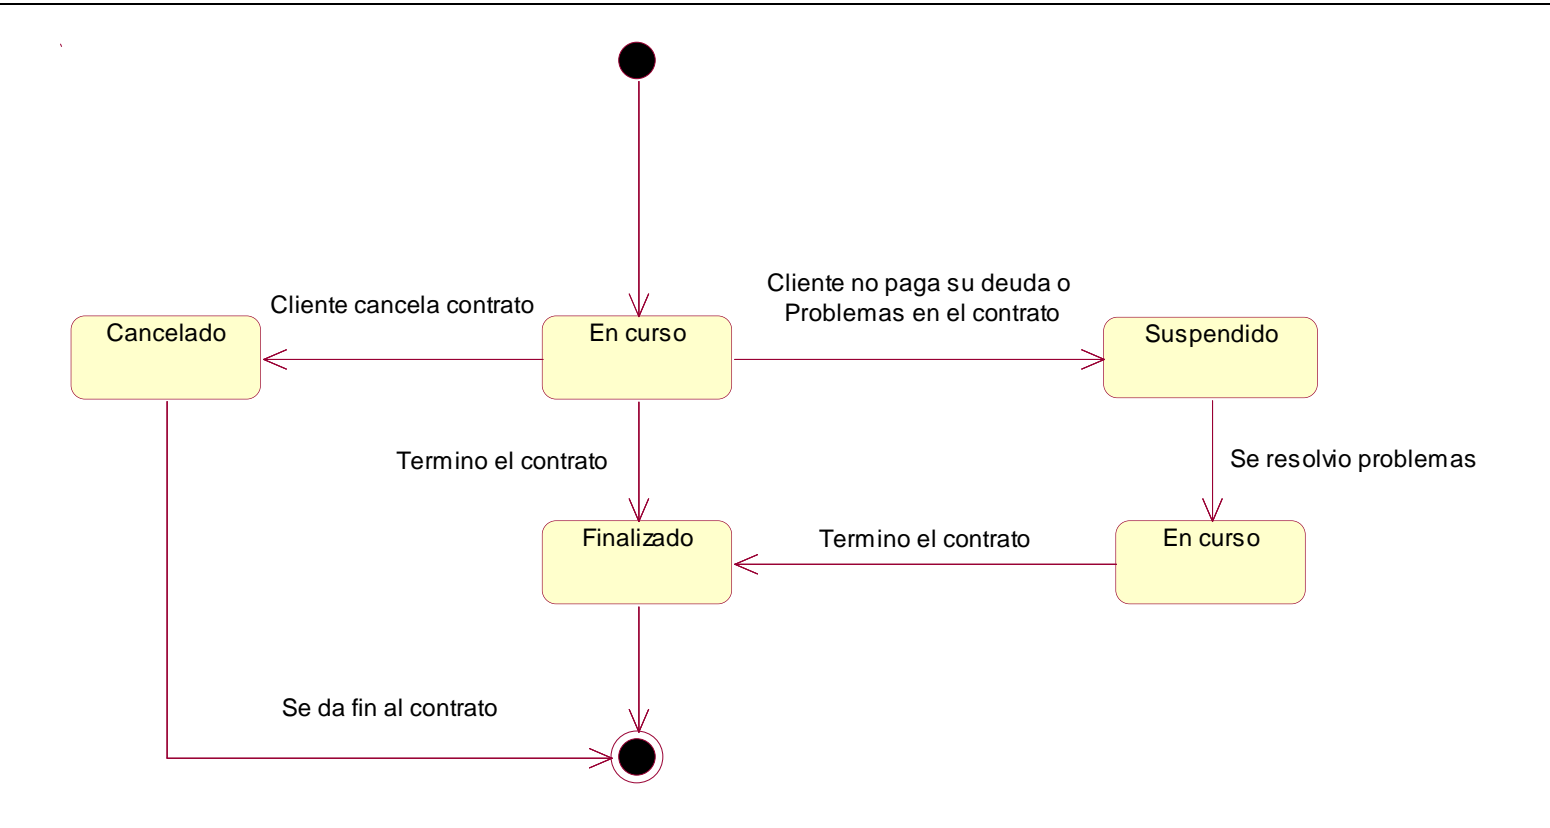 Cliente no paga su deuda o
Problemas en el contrato
Cliente cancela contrato
Cancelado
En curso
Suspendido
Termino el contrato
Se resolvio problemas
Finalizado
Termino el contrato
En curso
Se da fin al contrato